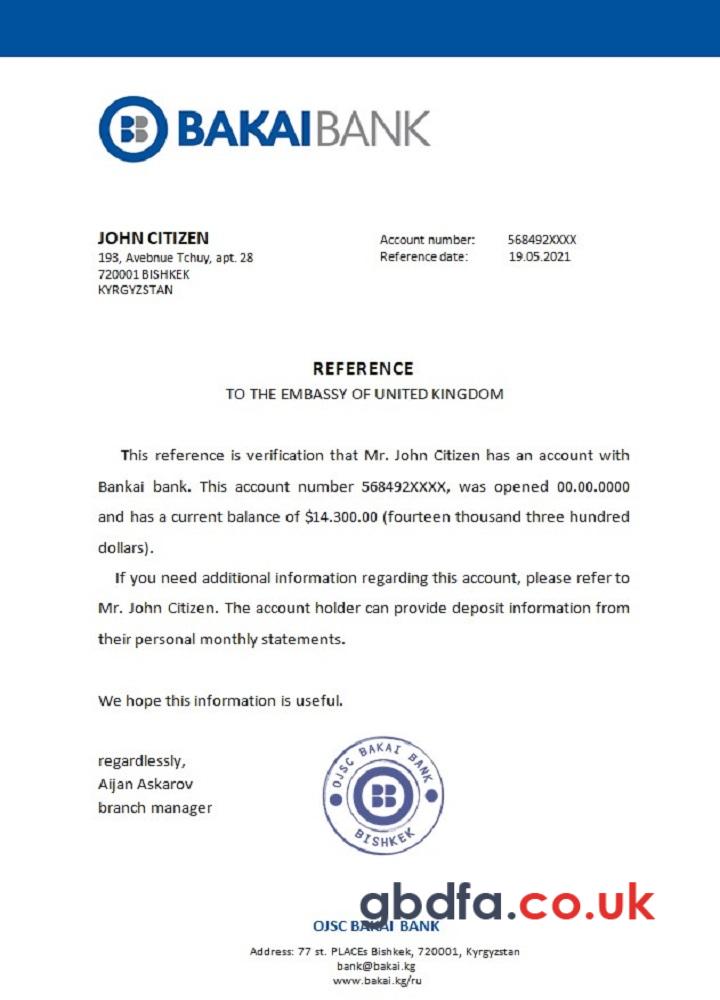 BAKAI BANK
JOHN CITIZEN
193, Avebnue Tchuy, apt. 28
720001 BISHKEK
KYRGYZSTAN
Account number: 568492XXXX
Reference date: 19.05.2021
REFERENCE
TO THE EMBASSY OF UNITED KINGDOM
This reference is verification that Mr. John Citizen has an account with
Bankai bank. This account number 568492XXXX, was opened 00.00.0000
and has a current balance of $14.300.00 (fourteen thousand three hundred
dollars).
If you need additional information regarding this account, please refer to
Mr. John Citizen. The account holder can provide deposit information from
their personal monthly statements.
We hope this information is useful.
regardlessly,
Aijan Askarov
branch manager
OJSC BAKAI BANK
BISHKEK
gbdfa.co.uk
OJSC BAKAI BANK
Address: 77 st. PLACEs Bishkek, 720001, Kyrgyzstan
bank@bakai.kg
www.bakai.kg/ru